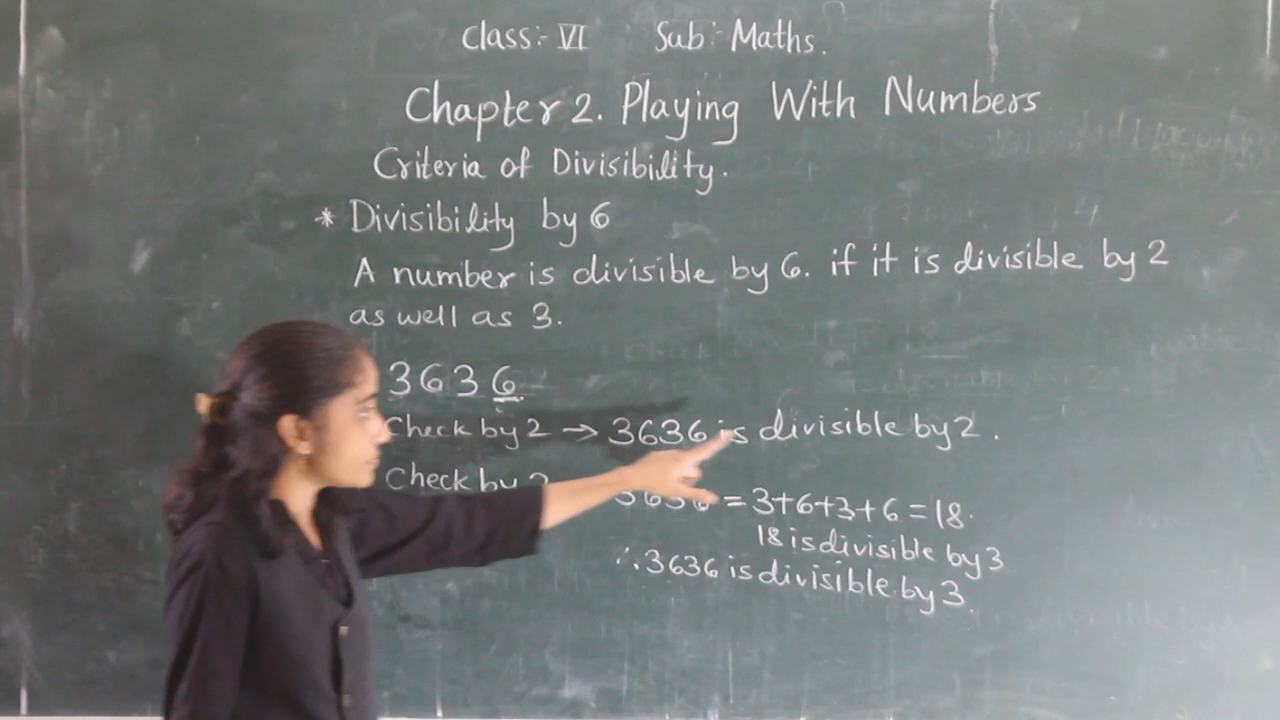 Class:- VI Sub:- Maths.
Chapter 2. Playing With Numbers
Criteria of Divisibility.
* Divisibility by 6
A number is divisible by 6. if it is divisible by 2
as well as 3.
3636
Check by 2 → 3636 is divisible by 2.
Check by 3636 = 3+6+3+6 = 18.
18 is divisible by 3
∴ 3636 is divisible by 3.